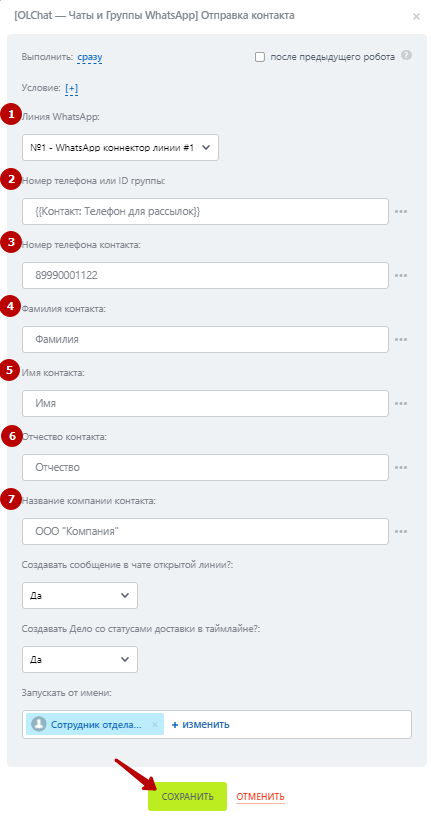 [OLChat — Чаты и Группы WhatsApp] Отправка контакта
×
Выполнить: сразу
после предыдущего робота ?
Условие: [+]
1
Линия WhatsApp:
№1 - WhatsApp коннектор линии #1
2
Номер телефона или ID группы:
{{Контакт: Телефон для рассылок}} ...
3
Номер телефона контакта:
89990001122 ...
4
Фамилия контакта:
Фамилия ...
5
Имя контакта:
Имя ...
6
Отчество контакта:
Отчество ...
7
Название компании контакта:
ООО "Компания" ...
Создавать сообщение в чате открытой линии?:
Да
Создавать Дело со статусами доставки в таймлайне?:
Да
Запускать от имени:
Сотрудник отдела... × + изменить
СОХРАНИТЬ ОТМЕНИТЬ